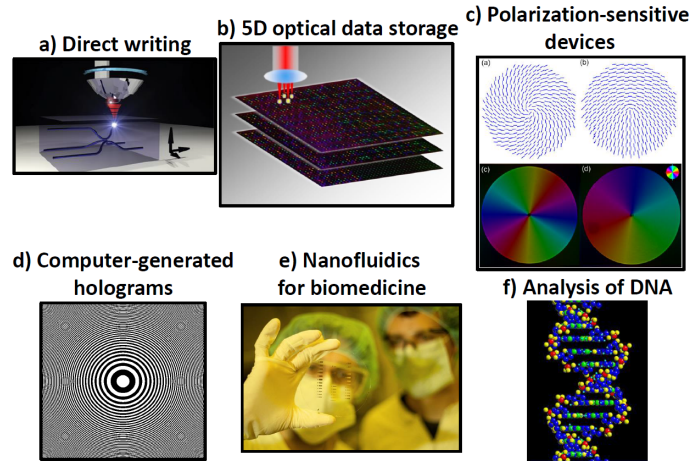 a) Direct writing
b) 5D optical data storage
c) Polarization-sensitive
devices
(a)
(b)
(c)
(d)
d) Computer-generated
holograms
e) Nanofluidics
for biomedicine
f) Analysis of DNA